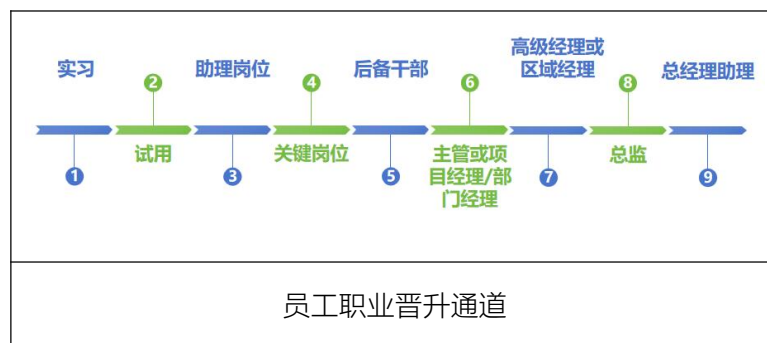 实习
②
助理岗位
④
后备干部
⑥
高级经理或
区域经理
⑧
总经理助理
①
试用
③
关键岗位
⑤
主管或项
目经理/部
门经理
⑦
总监
⑨
员工职业晋升通道